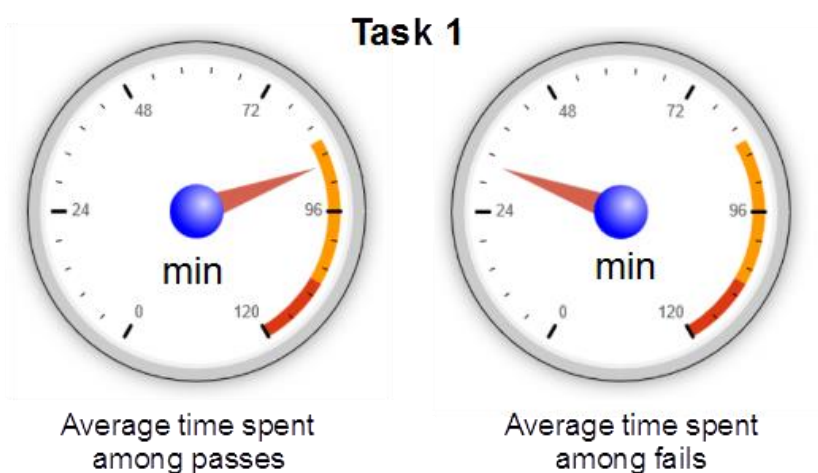 Task 1
48
72
24
96
min
0
120
Average time spent
among passes
48
72
24
96
min
0
120
Average time spent
among fails